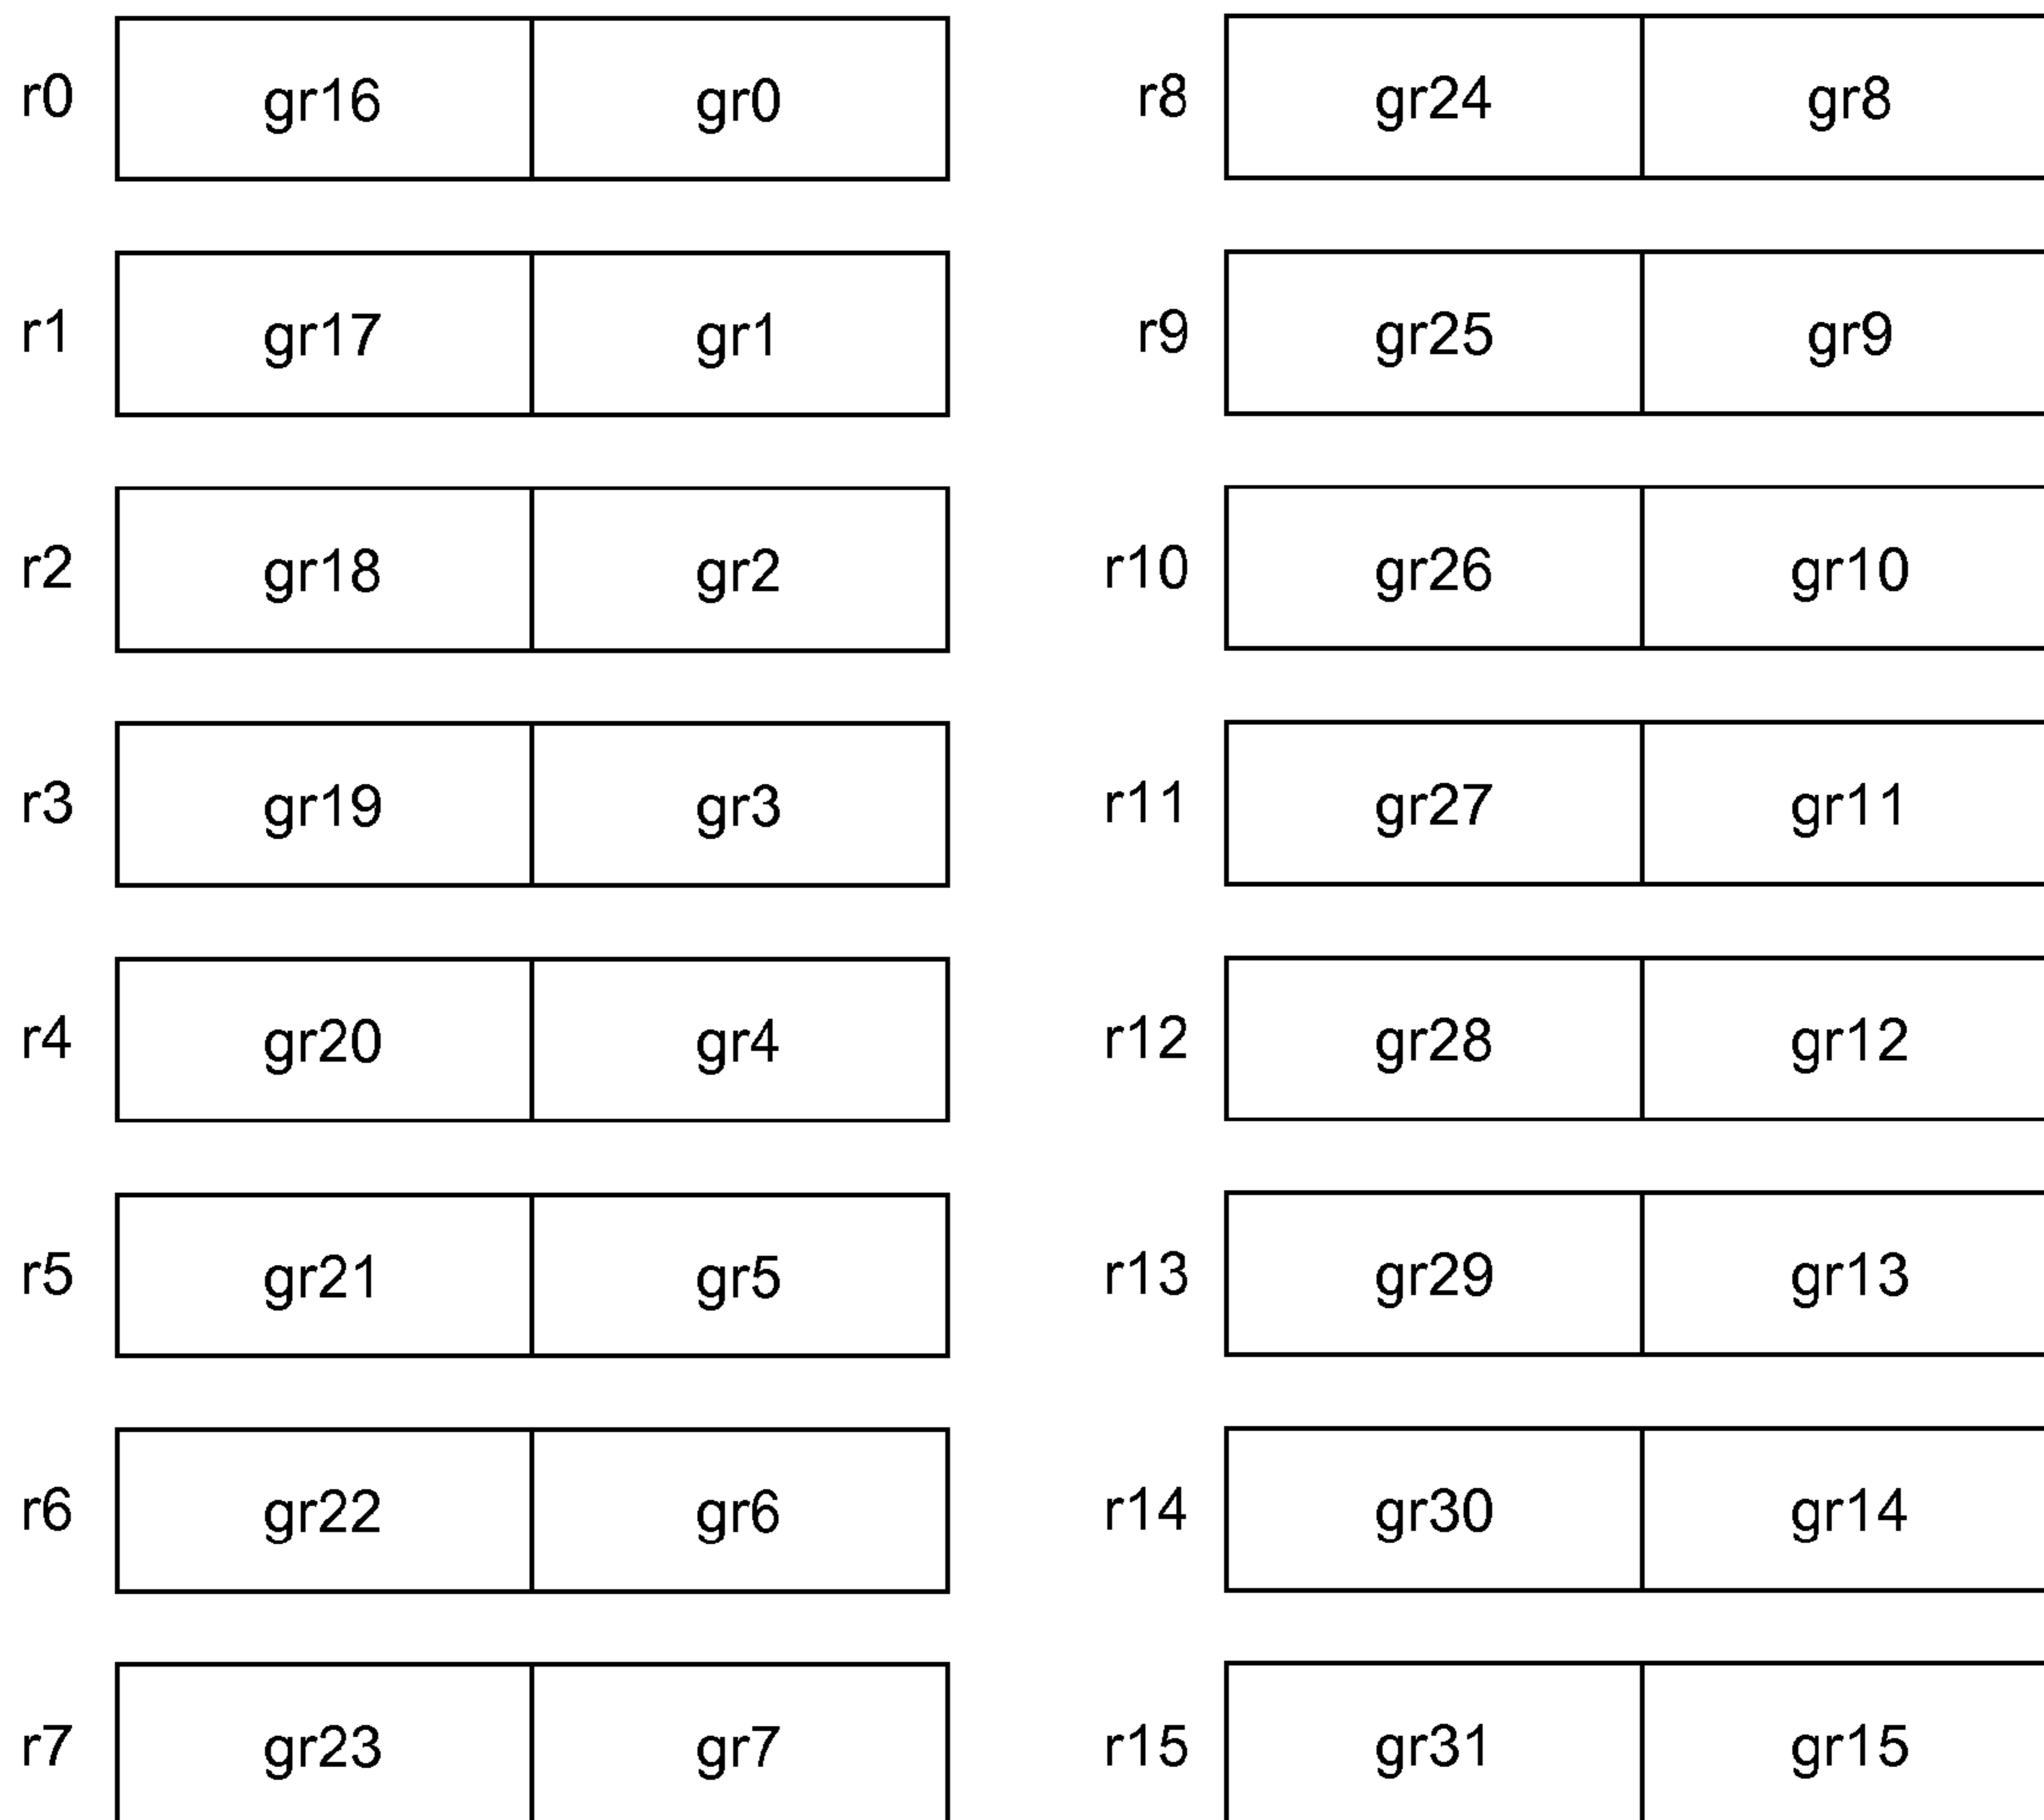 r0 gr16 gr0 r8 gr24 gr8
r1 gr17 gr1 r9 gr25 gr9
r2 gr18 gr2 r10 gr26 gr10
r3 gr19 gr3 r11 gr27 gr11
r4 gr20 gr4 r12 gr28 gr12
r5 gr21 gr5 r13 gr29 gr13
r6 gr22 gr6 r14 gr30 gr14
r7 gr23 gr7 r15 gr31 gr15